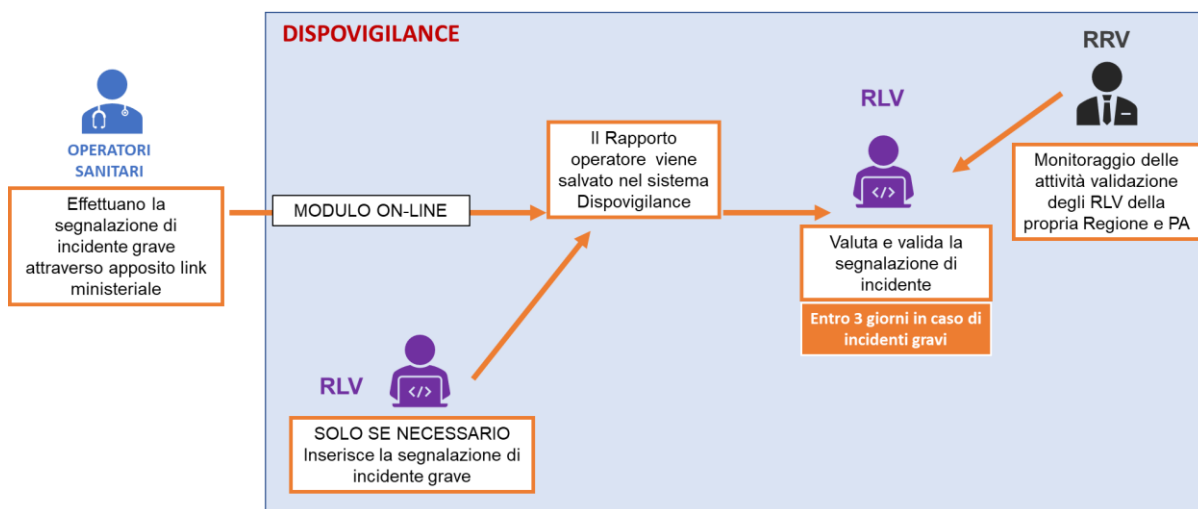 DISPOVIGILANCE
OPERATORI
SANITARI
Effettuano la
segnalazione di
incidente grave
attraverso apposito link
ministeriale
MODULO ON-LINE
Il Rapporto
operatore viene
salvato nel sistema
Dispovigilance
RLV
</>
SOLO SE NECESSARIO
Inserisce la segnalazione di
incidente grave
RLV
</>
Valuta e valida la
segnalazione di
incidente
Entro 3 giorni in caso di
incidenti gravi
RRV
Monitoraggio delle
attività validazione
degli RLV della
propria Regione e PA